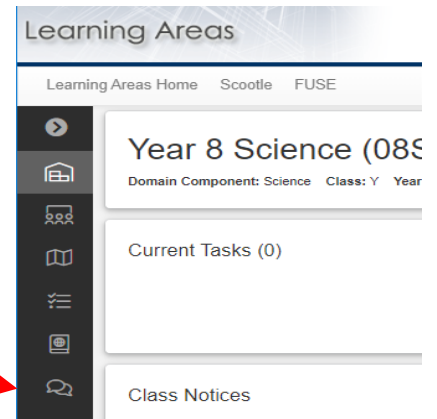 Learning Areas
Learning Areas Home Scootle FUSE
Year 8 Science (08S
Domain Component: Science Class: Y Year
Current Tasks (0)
Class Notices